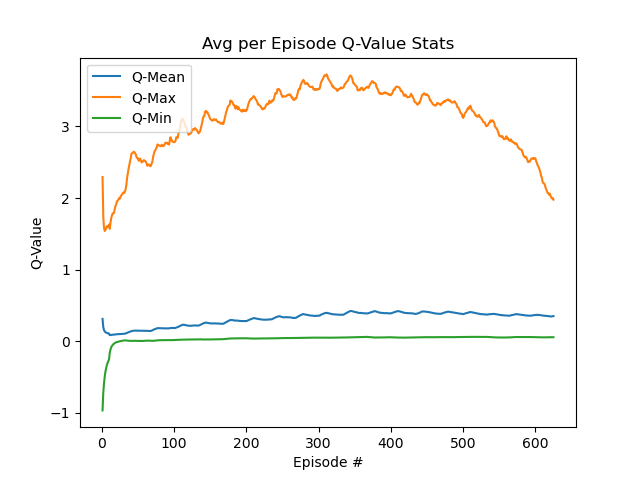 Avg per Episode Q-Value Stats
Q-Mean
Q-Max
Q-Min
Q-Value
3
2
1
0
−1
0 100 200 300 400 500 600
Episode #